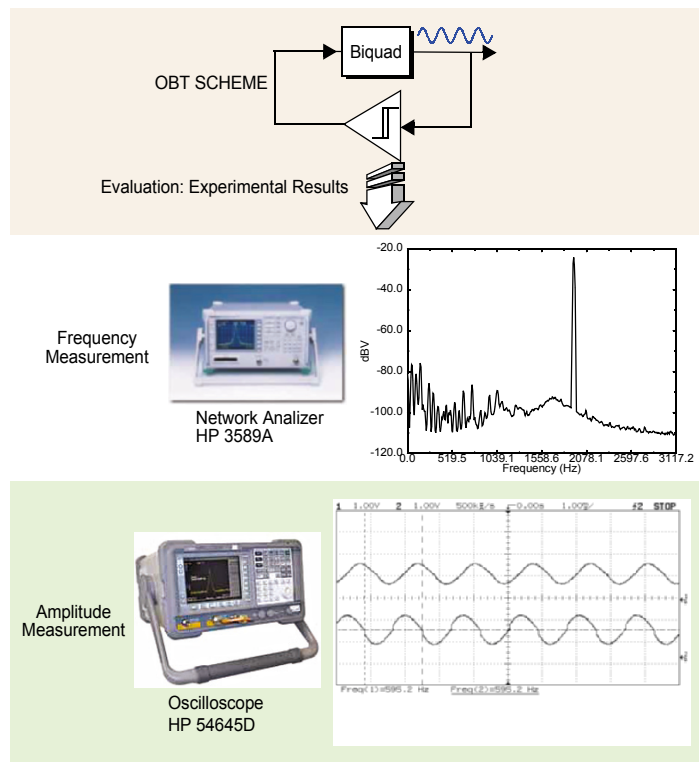 Biquad
OBT SCHEME
Evaluation: Experimental Results
-20.0
-40.0
-60.0
dBV
-80.0
-100.0
-120.0
0.0 519.5 1039.1 1558.6 2078.1 2597.6 3117.2
Frequency (Hz)
Frequency
Measurement
Network Analizer
HP 3589A
1 1.00V 2 1.00V 500kS/s 0.00s 1.00 / 2 STOP
Amplitude
Measurement
Freq(1)=595.2 Hz Freq(2)=595.2 Hz
Oscilloscope
HP 54645D